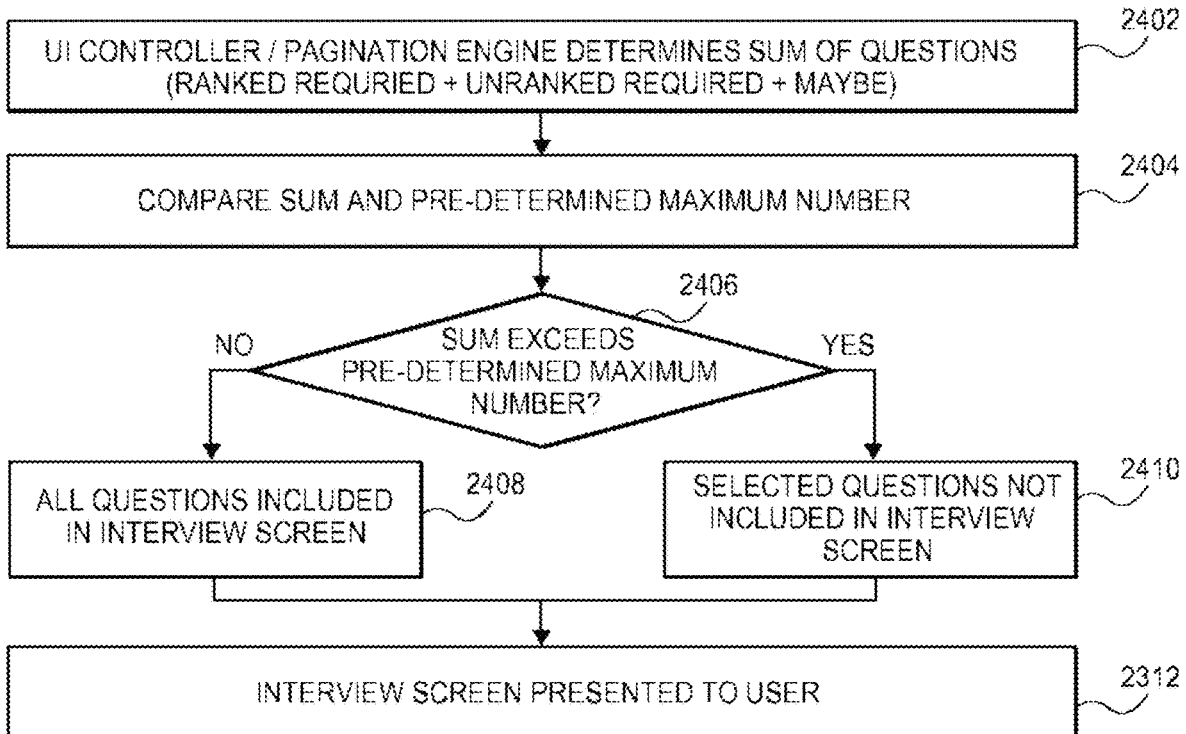 2402
UI CONTROLLER / PAGINATION ENGINE DETERMINES SUM OF QUESTIONS
(RANKED REQURIED + UNRANKED REQUIRED + MAYBE)
2404
COMPARE SUM AND PRE-DETERMINED MAXIMUM NUMBER
2406
NO
SUM EXCEEDS
PRE-DETERMINED MAXIMUM
NUMBER?
YES
ALL QUESTIONS INCLUDED
IN INTERVIEW SCREEN
2408
SELECTED QUESTIONS NOT
INCLUDED IN INTERVIEW
SCREEN
2410
INTERVIEW SCREEN PRESENTED TO USER
2312